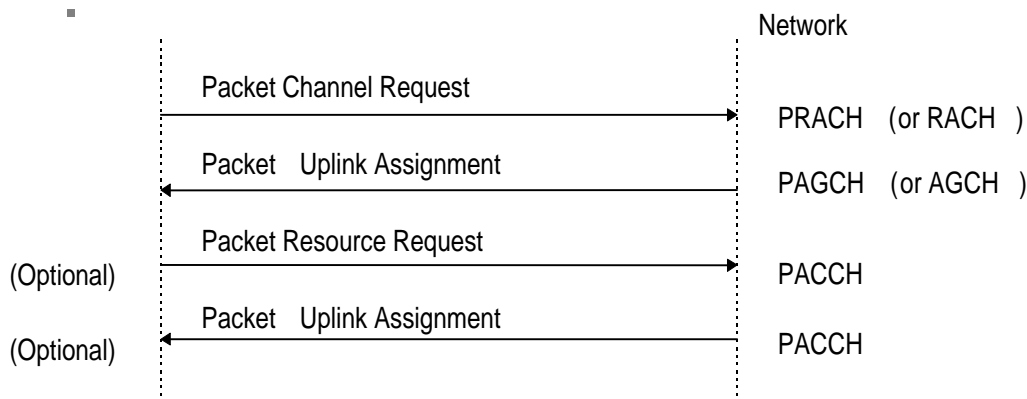 Network
Packet Channel Request
PRACH (or RACH )
Packet Uplink Assignment
PAGCH (or AGCH )
Packet Resource Request
(Optional)
PACCH
Packet Uplink Assignment
(Optional)
PACCH